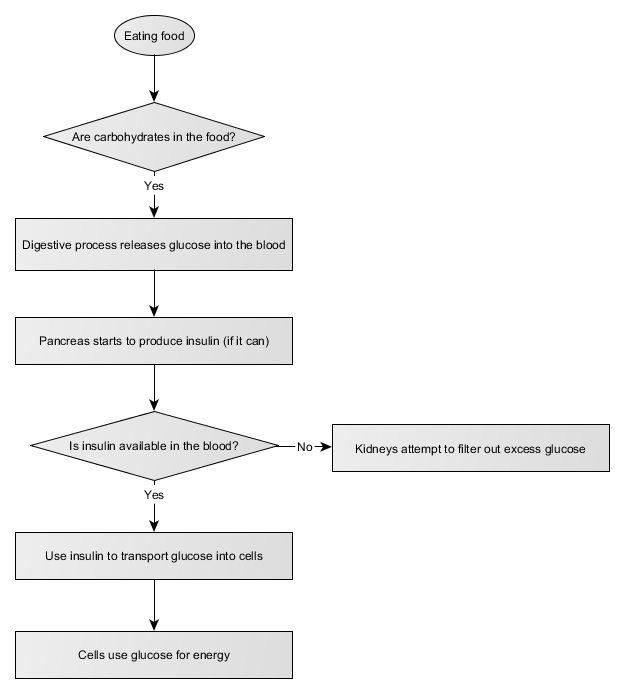 Eating food
Are carbohydrates in the food?
Yes
Digestive process releases glucose into the blood
Pancreas starts to produce insulin (if it can)
Is insulin available in the blood?
No
Kidneys attempt to filter out excess glucose
Yes
Use insulin to transport glucose into cells
Cells use glucose for energy